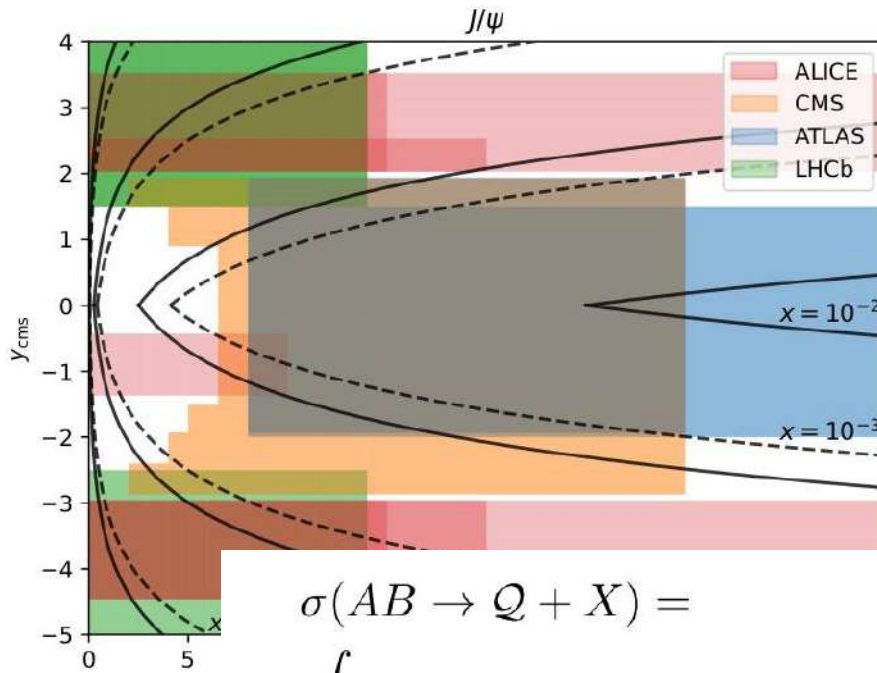 J/ψ
4
3
2
1
0
-1
-2
-3
-4
-5
y_cms
ALICE
CMS
ATLAS
LHCb
x = 10^{-2}
x = 10^{-3}
x
0 5
σ(AB → 𝒬 + X) =
∫